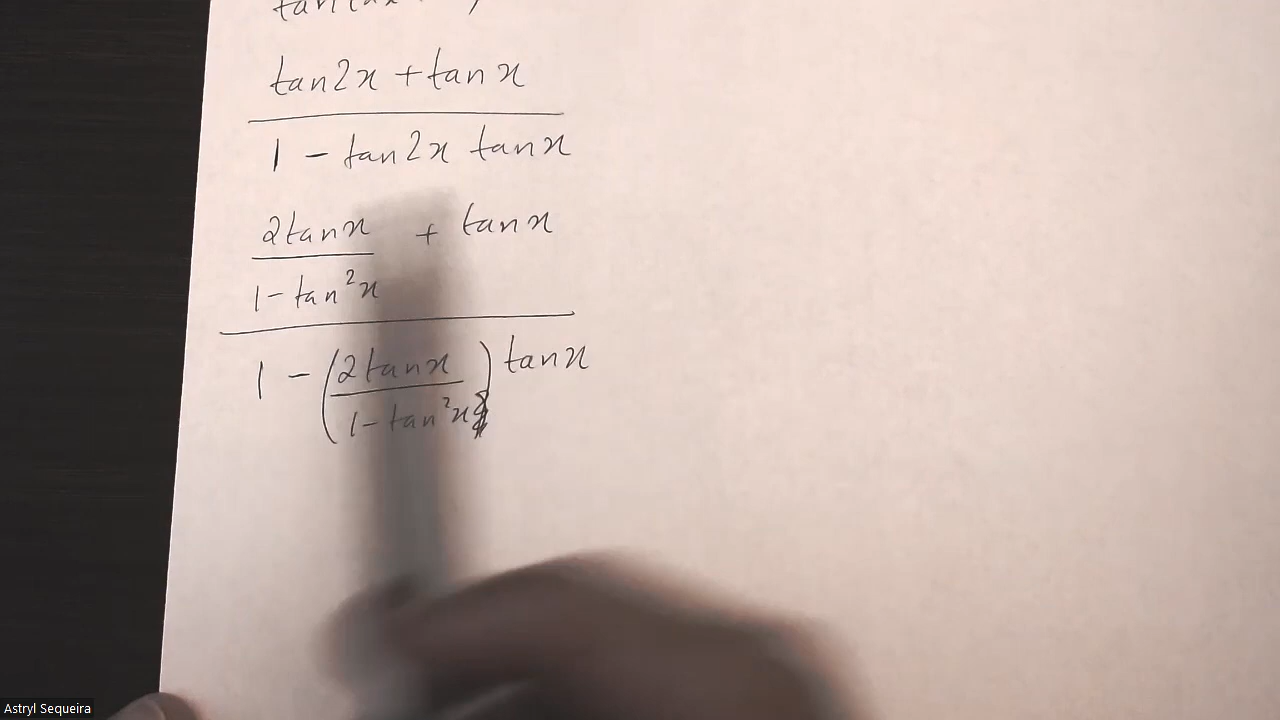 tan2x + tanx
1 - tan2x tanx
2tanx + tanx
1 - tan²x
1 - (2tanx) tanx
1 - tan²x
Astryl Sequeira